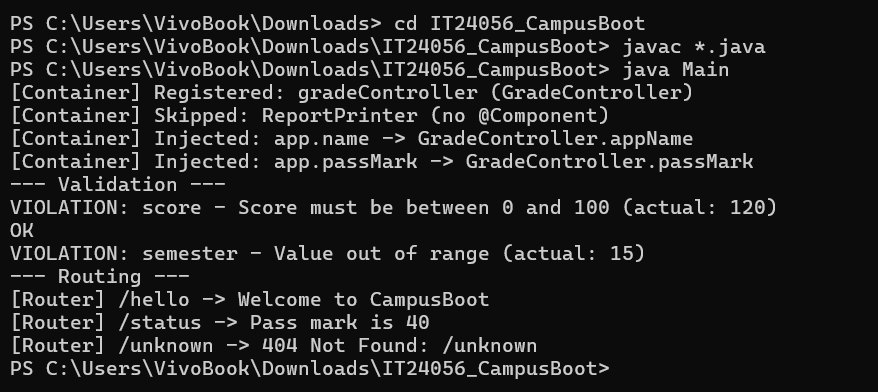 PS C:\Users\VivoBook\Downloads> cd IT24056_CampusBoot
PS C:\Users\VivoBook\Downloads\IT24056_CampusBoot> javac *.java
PS C:\Users\VivoBook\Downloads\IT24056_CampusBoot> java Main
[Container] Registered: gradeController (GradeController)
[Container] Skipped: ReportPrinter (no @Component)
[Container] Injected: app.name -> GradeController.appName
[Container] Injected: app.passMark -> GradeController.passMark
--- Validation ---
VIOLATION: score - Score must be between 0 and 100 (actual: 120)
OK
VIOLATION: semester - Value out of range (actual: 15)
--- Routing ---
[Router] /hello -> Welcome to CampusBoot
[Router] /status -> Pass mark is 40
[Router] /unknown -> 404 Not Found: /unknown
PS C:\Users\VivoBook\Downloads\IT24056_CampusBoot>